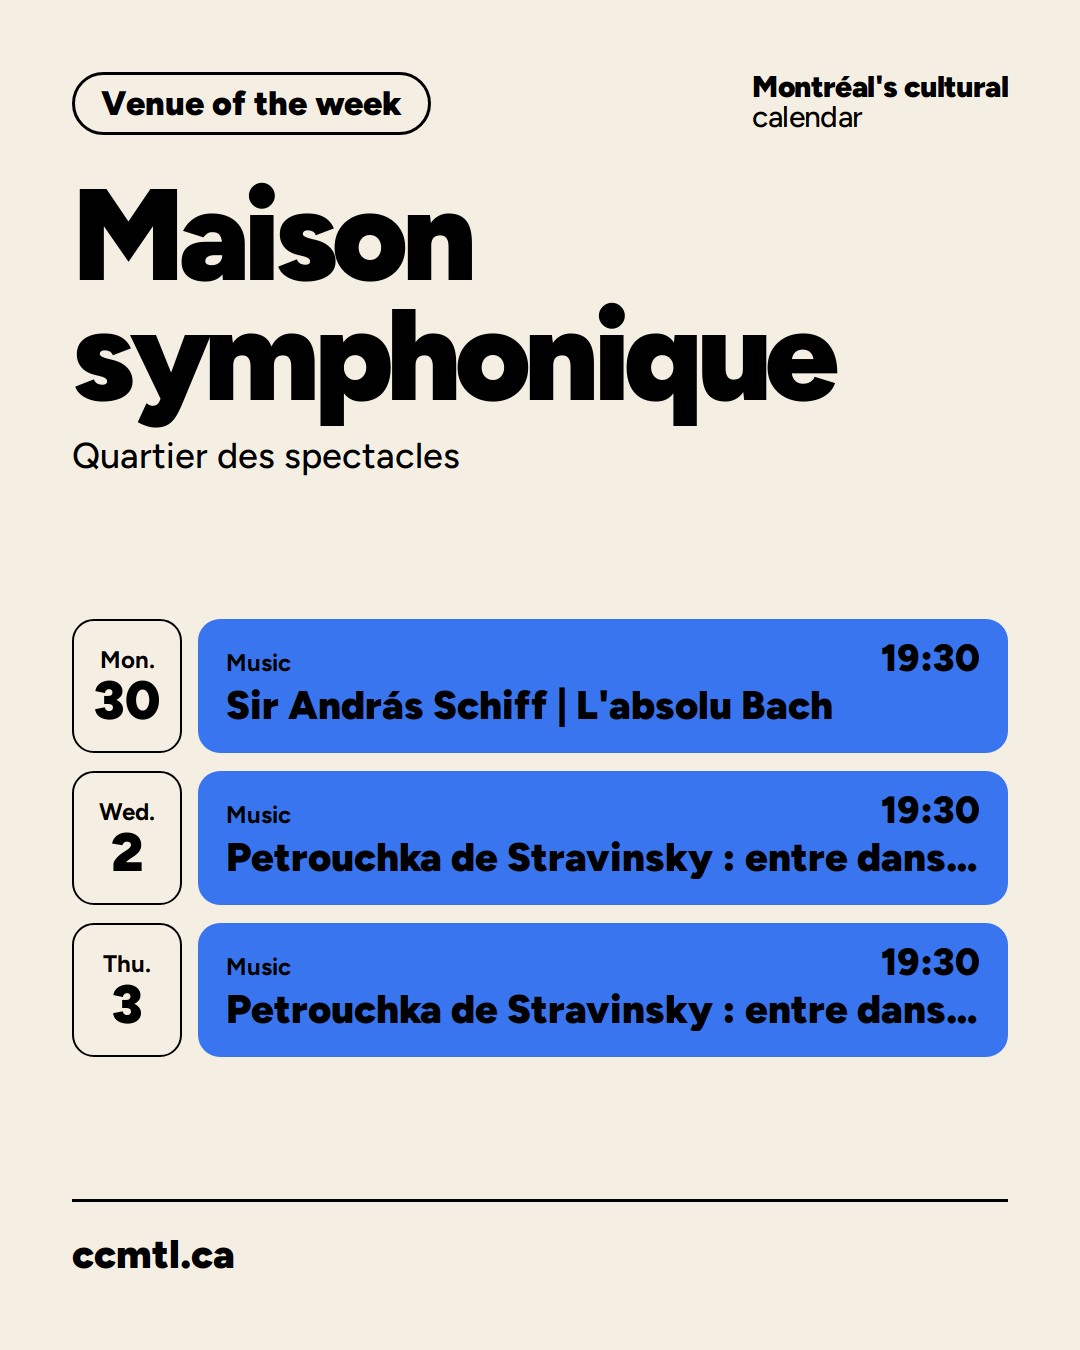 Venue of the week
Montréal's cultural
calendar
Maison
symphonique
Quartier des spectacles
Mon.
30
Music
19:30
Sir András Schiff | L'absolu Bach
Wed.
2
Music
19:30
Petrouchka de Stravinsky : entre dans...
Thu.
3
Music
19:30
Petrouchka de Stravinsky : entre dans...
ccmtl.ca